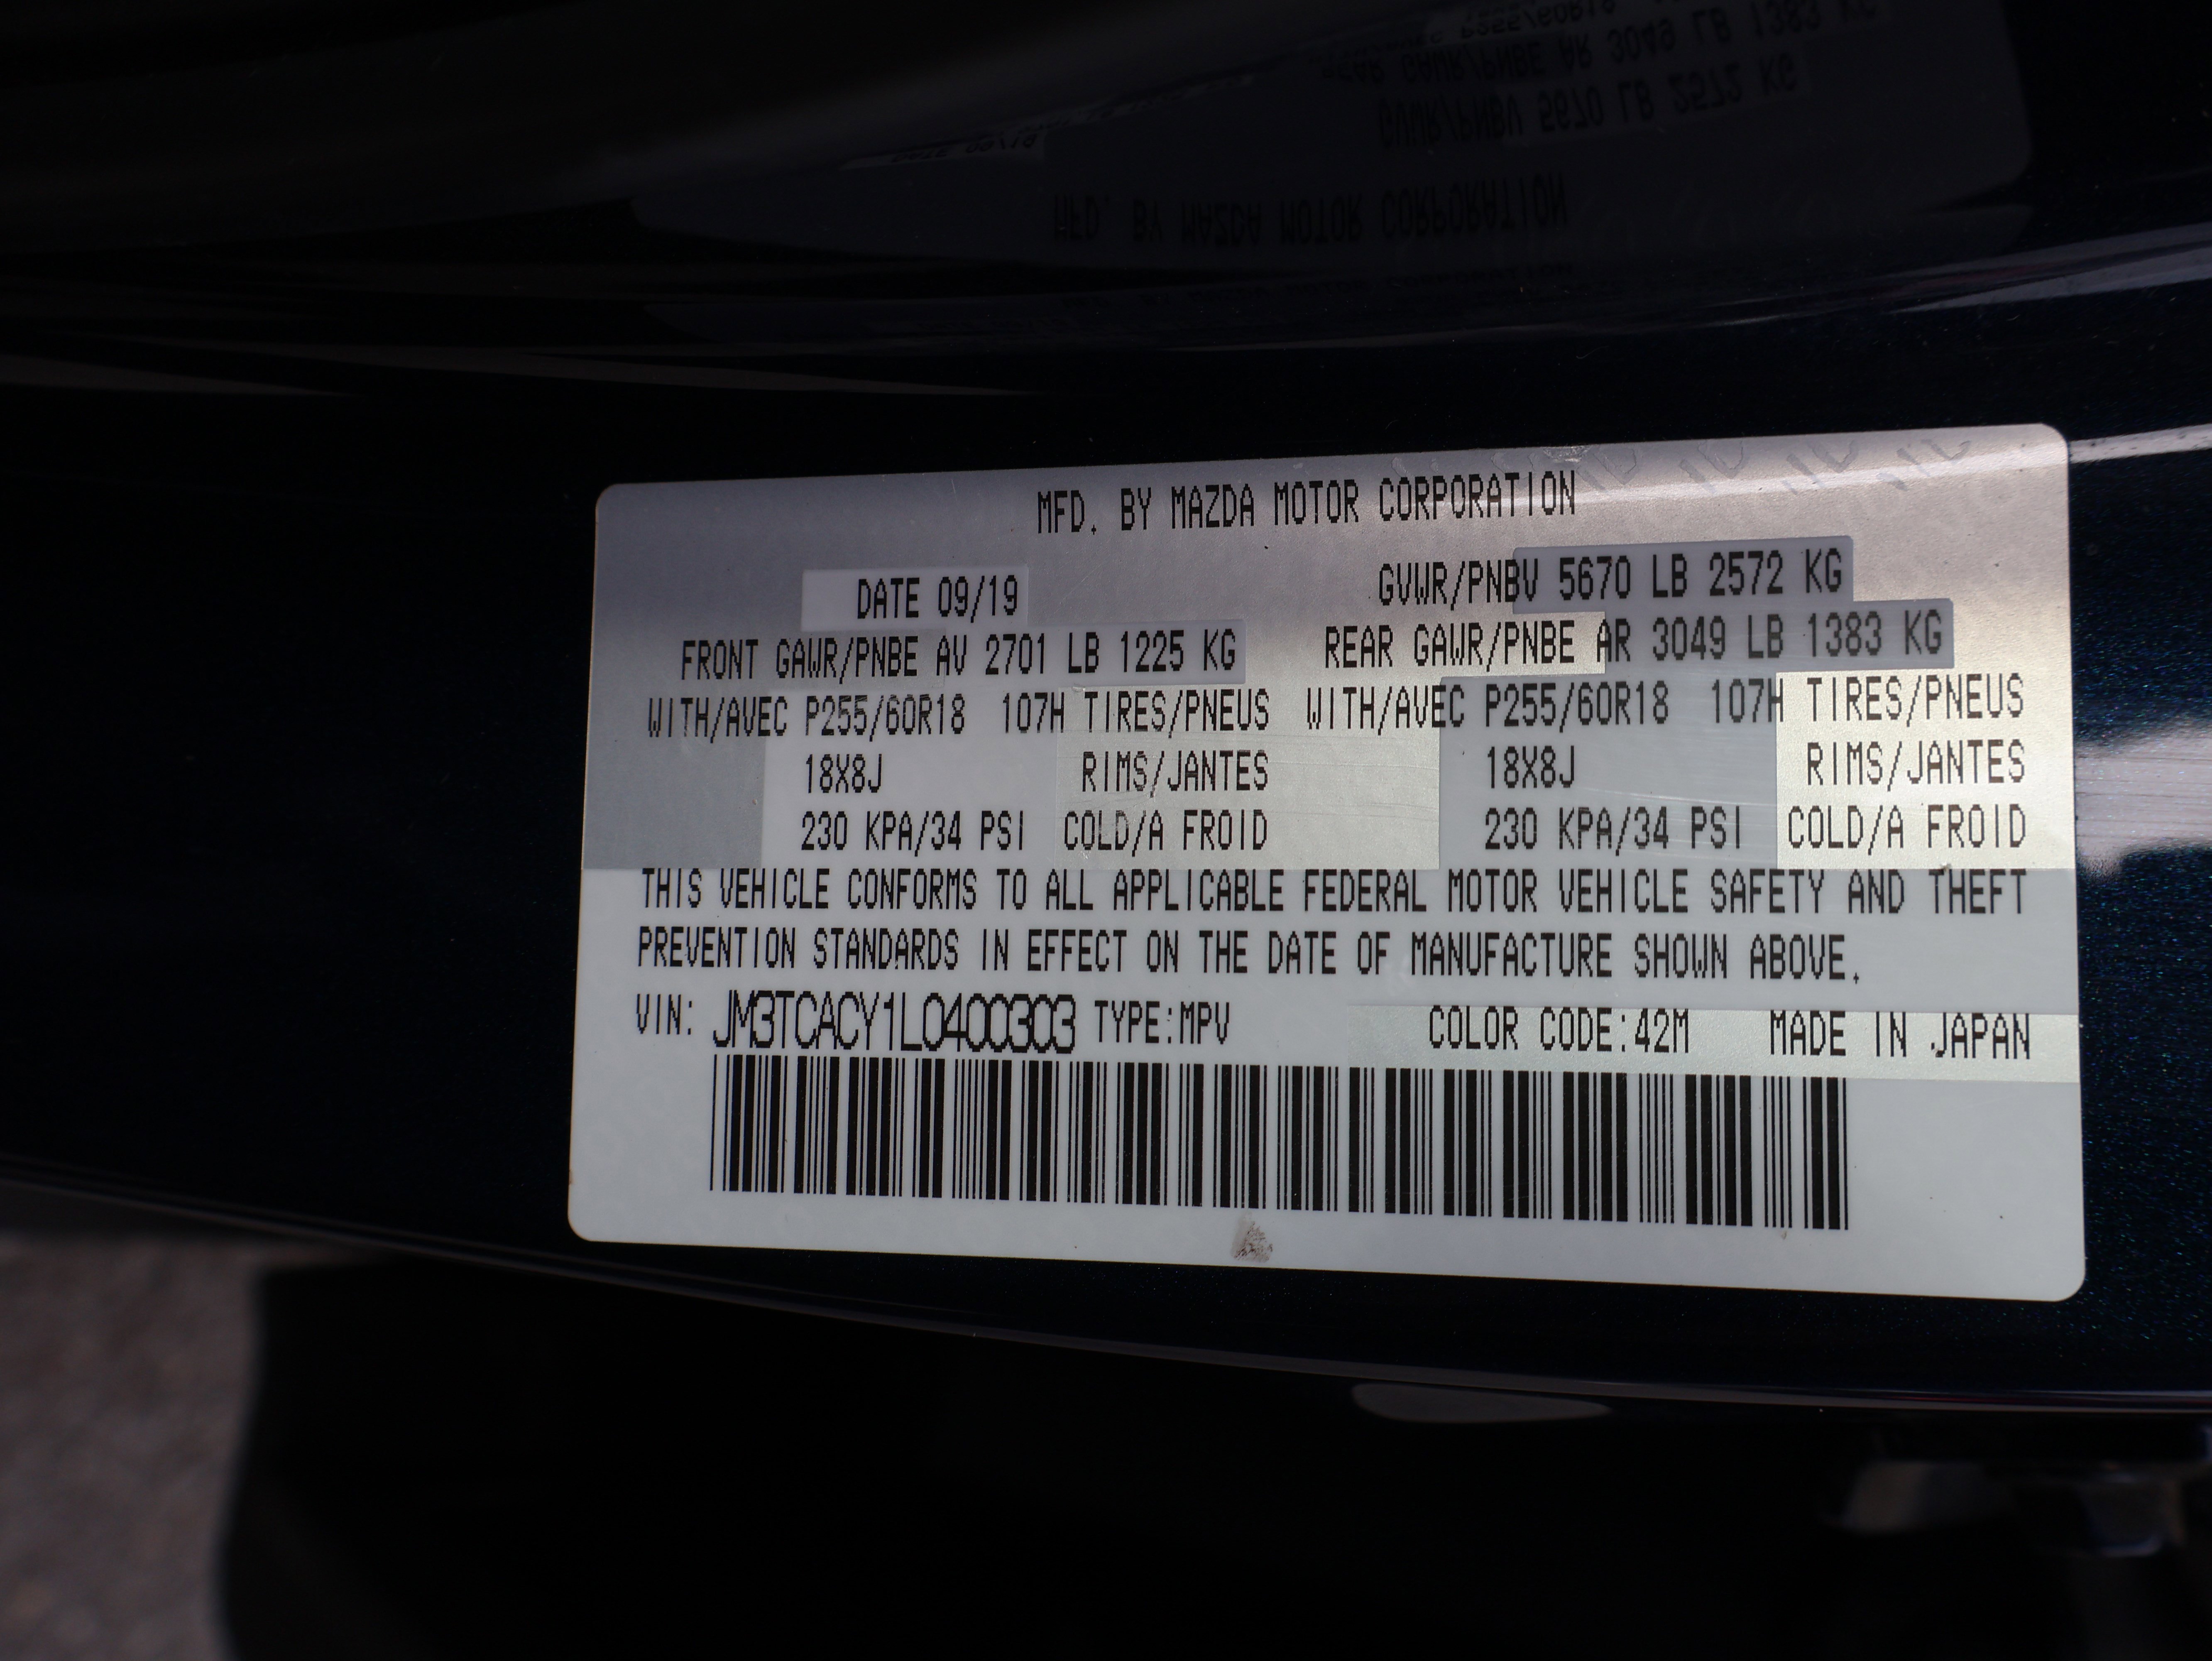 MFD. BY MAZDA MOTOR CORPORATION
DATE 09/19 GVWR/PNBV 5670 LB 2572 KG
FRONT GAWR/PNBE AV 2701 LB 1225 KG REAR GAWR/PNBE AR 3049 LB 1383 KG
WITH/AVEC P255/60R18 107H TIRES/PNEUS WITH/AVEC P255/60R18 107H TIRES/PNEUS
18X8J RIMS/JANTES 18X8J RIMS/JANTES
230 KPA/34 PSI COLD/A FROID 230 KPA/34 PSI COLD/A FROID
THIS VEHICLE CONFORMS TO ALL APPLICABLE FEDERAL MOTOR VEHICLE SAFETY AND THEFT
PREVENTION STANDARDS IN EFFECT ON THE DATE OF MANUFACTURE SHOWN ABOVE.
VIN: JM3TCACY1L0400303 TYPE:MPV COLOR CODE:42M MADE IN JAPAN